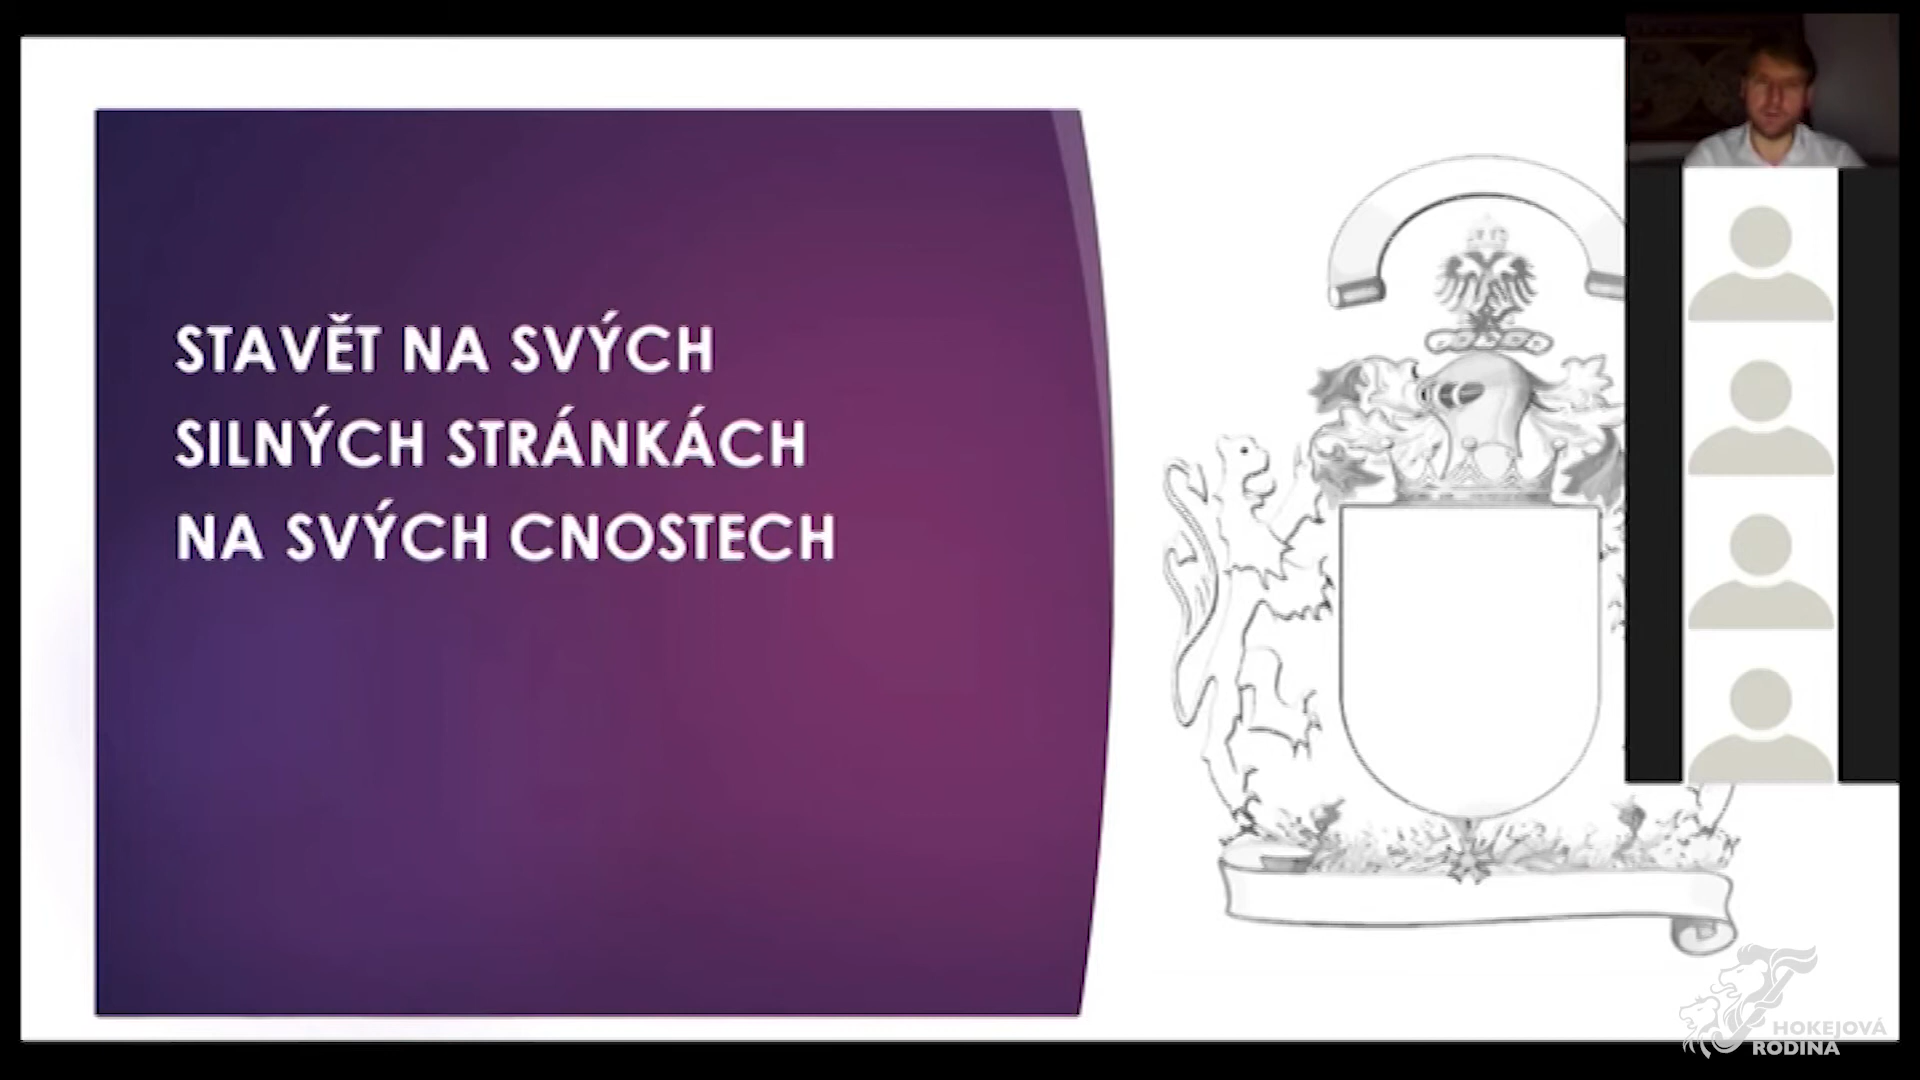 STAVĚT NA SVÝCH
SILNÝCH STRÁNKÁCH
NA SVÝCH CNOSTECH
HOKEJOVÁ
RODINA